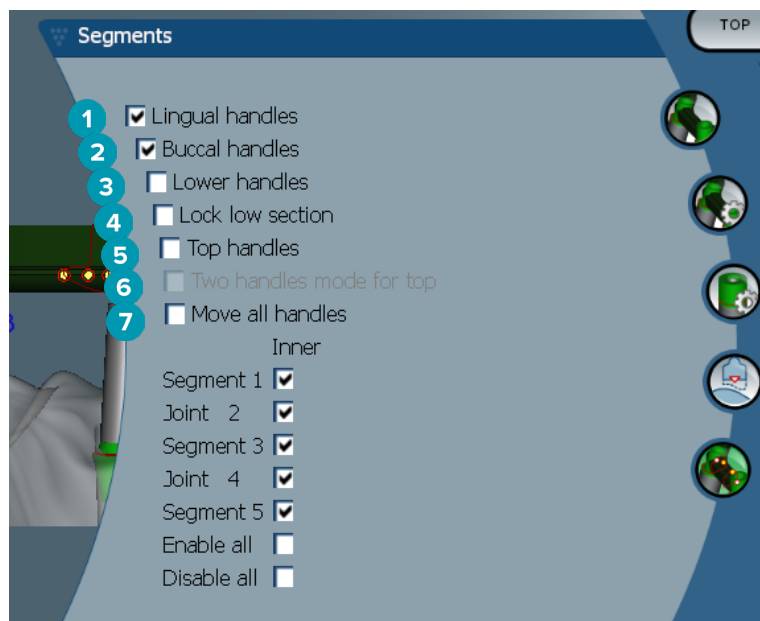 Segments
TOP
1 Lingual handles
2 Buccal handles
3 Lower handles
4 Lock low section
5 Top handles
6 Two handles mode for top
7 Move all handles
Inner
Segment 1
Joint 2
Segment 3
Joint 4
Segment 5
Enable all
Disable all